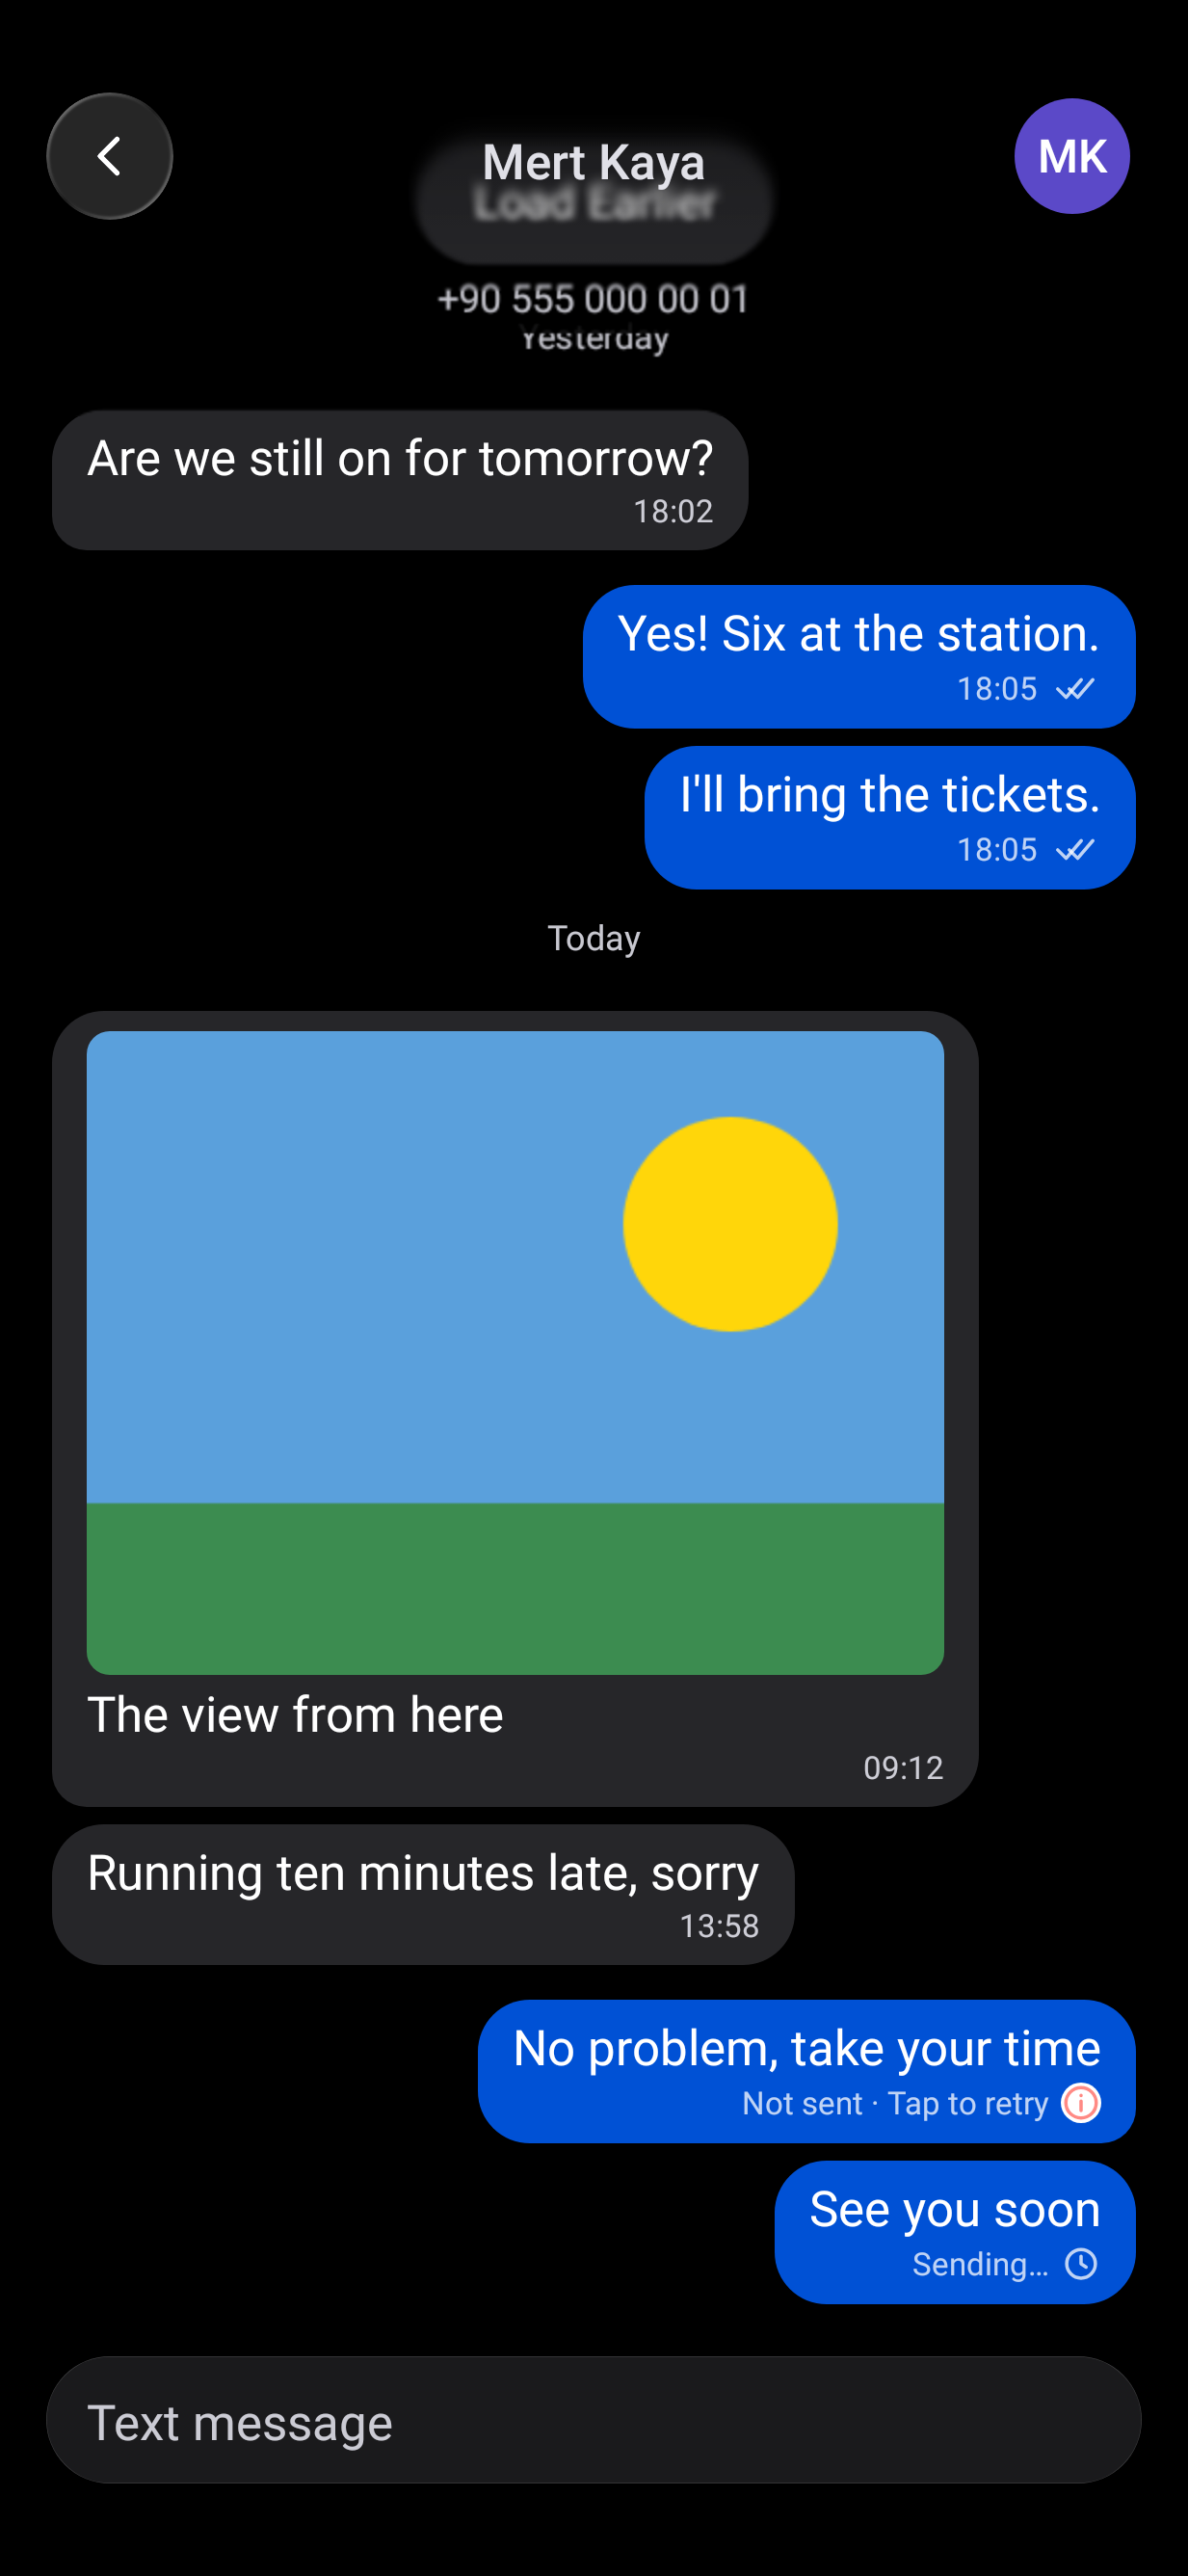 Mert Kaya
MK
Load Earlier
+90 555 000 00 01
Yesterday
Are we still on for tomorrow?
18:02
Yes! Six at the station.
18:05
I'll bring the tickets.
18:05
Today
The view from here
09:12
Running ten minutes late, sorry
13:58
No problem, take your time
Not sent · Tap to retry
See you soon
Sending…
Text message